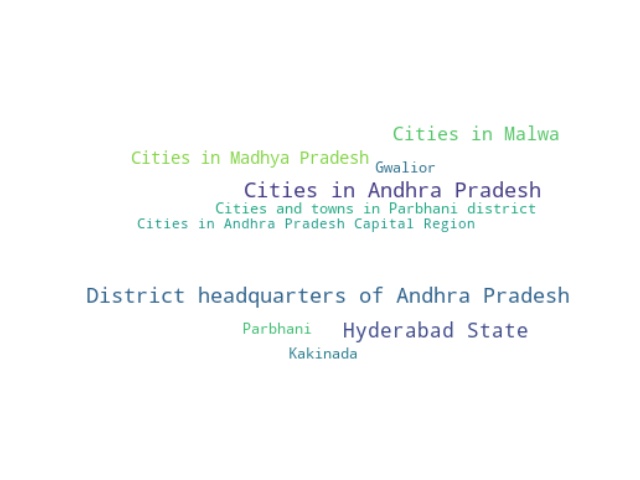 Cities in Malwa
Cities in Madhya Pradesh
Gwalior
Cities in Andhra Pradesh
Cities and towns in Parbhani district
Cities in Andhra Pradesh Capital Region
District headquarters of Andhra Pradesh
Parbhani
Hyderabad State
Kakinada